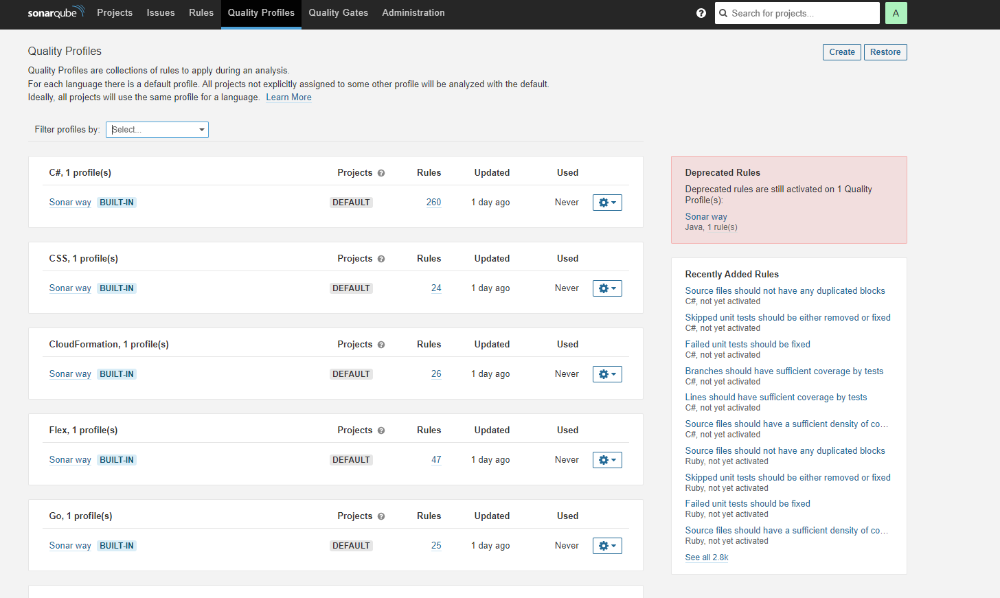 sonarqube Projects Issues Rules Quality Profiles Quality Gates Administration ? Search for projects... A
Quality Profiles
Create Restore
Quality Profiles are collections of rules to apply during an analysis.
For each language there is a default profile. All projects not explicitly assigned to some other profile will be analyzed with the default.
Ideally, all projects will use the same profile for a language. Learn More
Filter profiles by: Select...
C#, 1 profile(s) Projects ? Rules Updated Used
Sonar way BUILT-IN DEFAULT 260 1 day ago Never
CSS, 1 profile(s) Projects ? Rules Updated Used
Sonar way BUILT-IN DEFAULT 24 1 day ago Never
CloudFormation, 1 profile(s) Projects ? Rules Updated Used
Sonar way BUILT-IN DEFAULT 26 1 day ago Never
Flex, 1 profile(s) Projects ? Rules Updated Used
Sonar way BUILT-IN DEFAULT 47 1 day ago Never
Go, 1 profile(s) Projects ? Rules Updated Used
Sonar way BUILT-IN DEFAULT 25 1 day ago Never
Deprecated Rules
Deprecated rules are still activated on 1 Quality
Profile(s):
Sonar way
Java, 1 rule(s)
Recently Added Rules
Source files should not have any duplicated blocks
C#, not yet activated
Skipped unit tests should be either removed or fixed
C#, not yet activated
Failed unit tests should be fixed
C#, not yet activated
Branches should have sufficient coverage by tests
C#, not yet activated
Lines should have sufficient coverage by tests
C#, not yet activated
Source files should have a sufficient density of co...
C#, not yet activated
Source files should not have any duplicated blocks
Ruby, not yet activated
Skipped unit tests should be either removed or fixed
Ruby, not yet activated
Failed unit tests should be fixed
Ruby, not yet activated
Source files should have a sufficient density of co...
Ruby, not yet activated
See all 2.8k